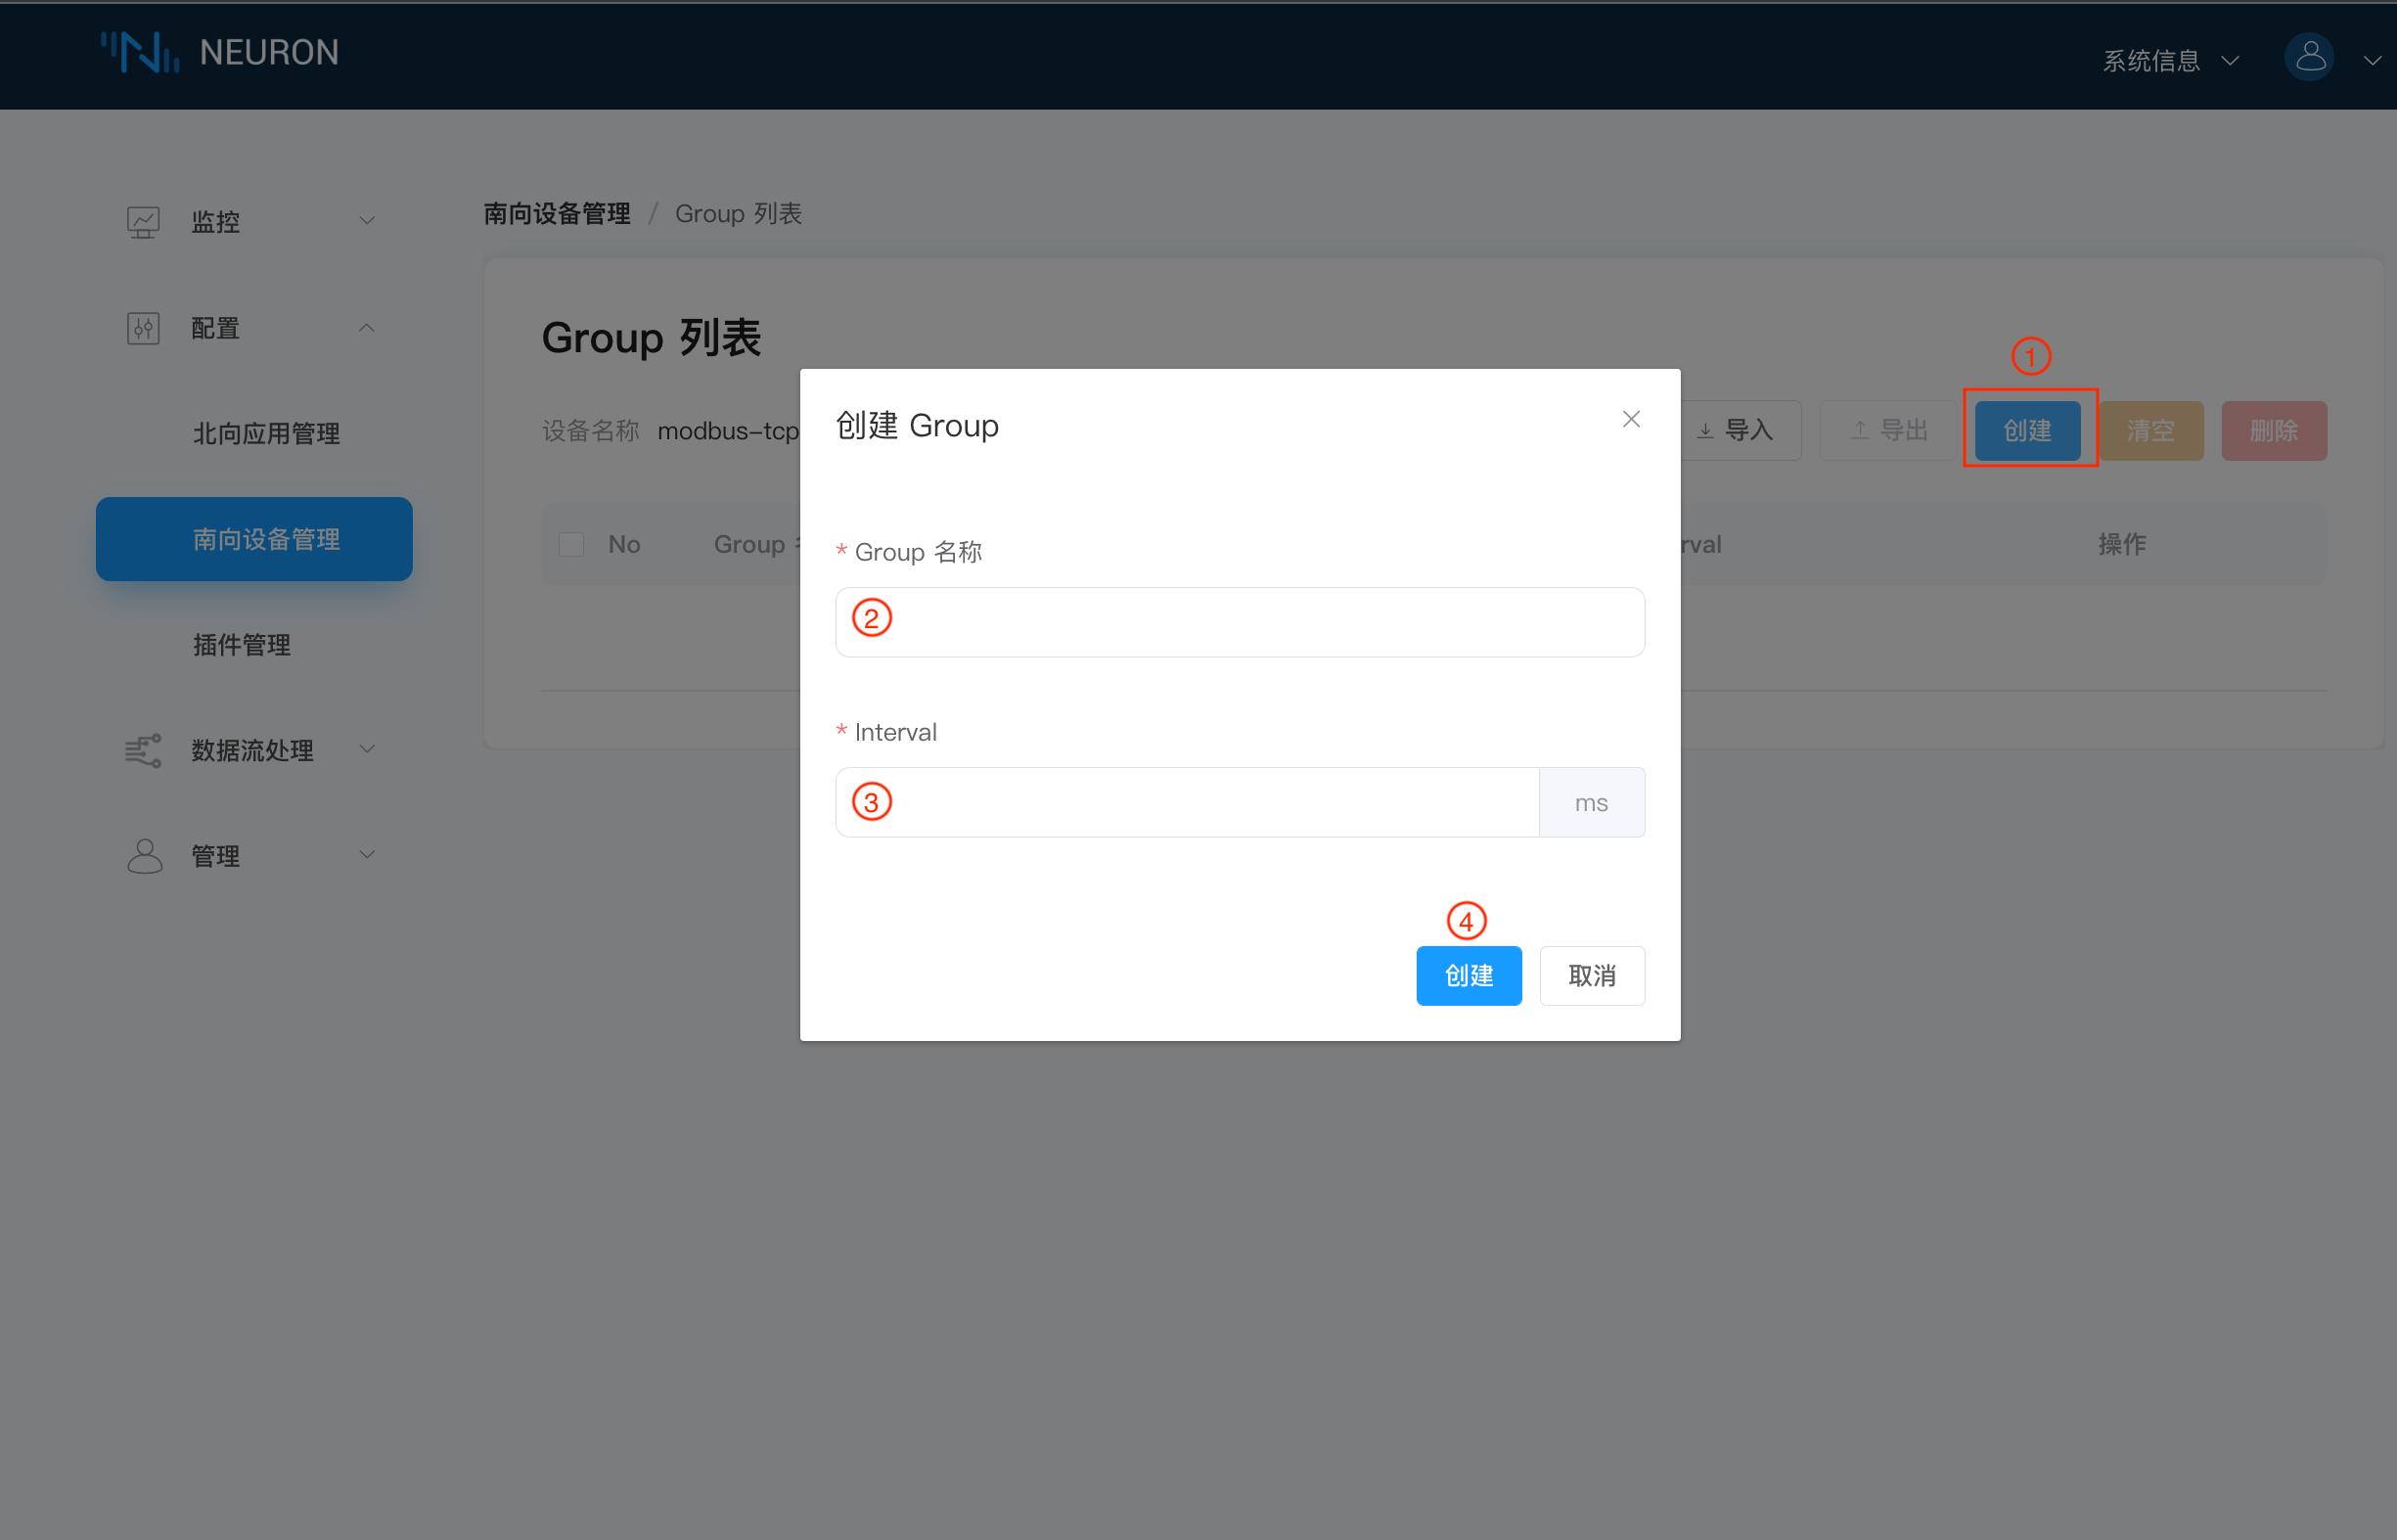 NEURON
系统信息
监控
配置
北向应用管理
南向设备管理
插件管理
数据流处理
管理
南向设备管理 / Group 列表
Group 列表
设备名称 modbus-tcp
导入
导出
①
创建
清空
删除
No
Group
rval
操作
创建 Group
* Group 名称
②
* Interval
③
ms
④
创建
取消